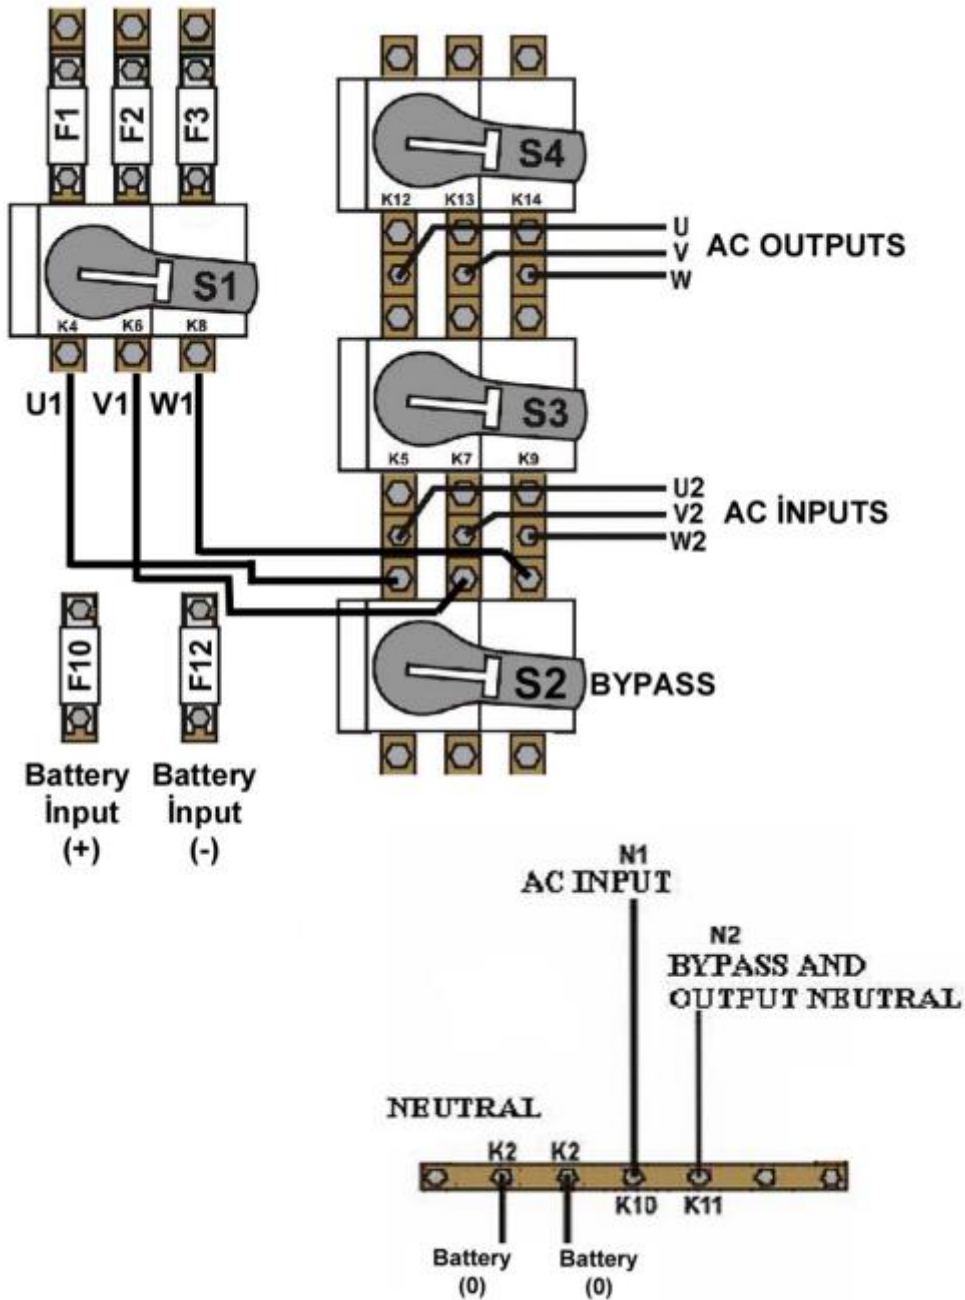 F1 F2 F3
S1
K4 K6 K8
U1 V1 W1
F10 F12
Battery İnput (+)
Battery İnput (-)
S4
K12 K13 K14
U
V
W
AC OUTPUTS
S3
K5 K7 K9
U2
V2
W2
AC İNPUTS
S2 BYPASS
N1
AC INPUT
N2
BYPASS AND
OUTPUT NEUTRAL
NEUTRAL
K2 K2
K10 K11
Battery (0)
Battery (0)